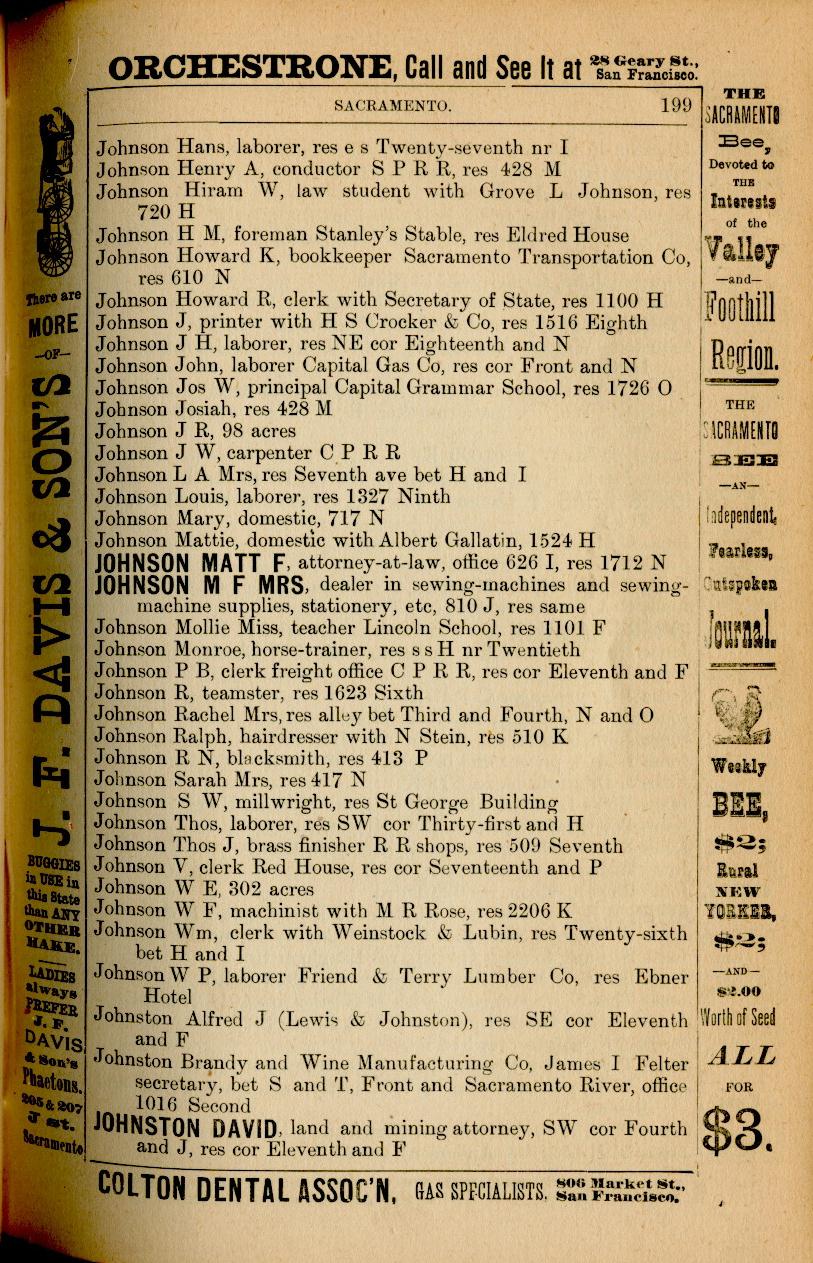 ORCHESTRONE, Call and See It at 28 Geary St., San Francisco.
SACRAMENTO. 199
Johnson Hans, laborer, res e s Twenty-seventh nr I
Johnson Henry A, conductor S P R R, res 428 M
Johnson Hiram W, law student with Grove L Johnson, res
720 H
Johnson H M, foreman Stanley's Stable, res Eldred House
Johnson Howard K, bookkeeper Sacramento Transportation Co,
res 610 N
Johnson Howard R, clerk with Secretary of State, res 1100 H
Johnson J, printer with H S Crocker & Co, res 1516 Eighth
Johnson J H, laborer, res NE cor Eighteenth and N
Johnson John, laborer Capital Gas Co, res cor Front and N
Johnson Jos W, principal Capital Grammar School, res 1726 O
Johnson Josiah, res 428 M
Johnson J R, 98 acres
Johnson J W, carpenter C P R R
Johnson L A Mrs, res Seventh ave bet H and I
Johnson Louis, laborer, res 1327 Ninth
Johnson Mary, domestic, 717 N
Johnson Mattie, domestic with Albert Gallatin, 1524 H
JOHNSON MATT F, attorney-at-law, office 626 I, res 1712 N
JOHNSON M F MRS, dealer in sewing-machines and sewing-
machine supplies, stationery, etc, 810 J, res same
Johnson Mollie Miss, teacher Lincoln School, res 1101 F
Johnson Monroe, horse-trainer, res s s H nr Twentieth
Johnson P B, clerk freight office C P R R, res cor Eleventh and F
Johnson R, teamster, res 1623 Sixth
Johnson Rachel Mrs, res alley bet Third and Fourth, N and O
Johnson Ralph, hairdresser with N Stein, res 510 K
Johnson R N, blacksmith, res 413 P
Johnson Sarah Mrs, res 417 N
Johnson S W, millwright, res St George Building
Johnson Thos, laborer, res SW cor Thirty-first and H
Johnson Thos J, brass finisher R R shops, res 509 Seventh
Johnson V, clerk Red House, res cor Seventeenth and P
Johnson W E, 302 acres
Johnson W F, machinist with M R Rose, res 2206 K
Johnson Wm, clerk with Weinstock & Lubin, res Twenty-sixth
bet H and I
Johnson W P, laborer Friend & Terry Lumber Co, res Ebner
Hotel
Johnston Alfred J (Lewis & Johnston), res SE cor Eleventh
and F
Johnston Brandy and Wine Manufacturing Co, James I Felter
secretary, bet S and T, Front and Sacramento River, office
1016 Second
JOHNSTON DAVID, land and mining attorney, SW cor Fourth
and J, res cor Eleventh and F
COLTON DENTAL ASSOC'N, GAS SPECIALISTS, 806 Market St., San Francisco.
There are
MORE
—OF—
J. F. DAVIS & SON'S
BUGGIES
in USE in
this State
than ANY
OTHER
MAKE.
LADIES
always
PREFER
J. F.
DAVIS
& Son's
Phaetons.
205 & 207
J St.
Sacramento
THE
SACRAMENTO
Bee,
Devoted to
THE
Interests
of the
Valley
—and—
Foothill
Region.
THE
SACRAMENTO
BEE
—AN—
Independent,
Fearless,
Outspoken
Journal.
Weekly
BEE,
$2;
Rural
NEW
YORKER,
$2;
—AND—
$2.00
Worth of Seed
ALL
FOR
$3.